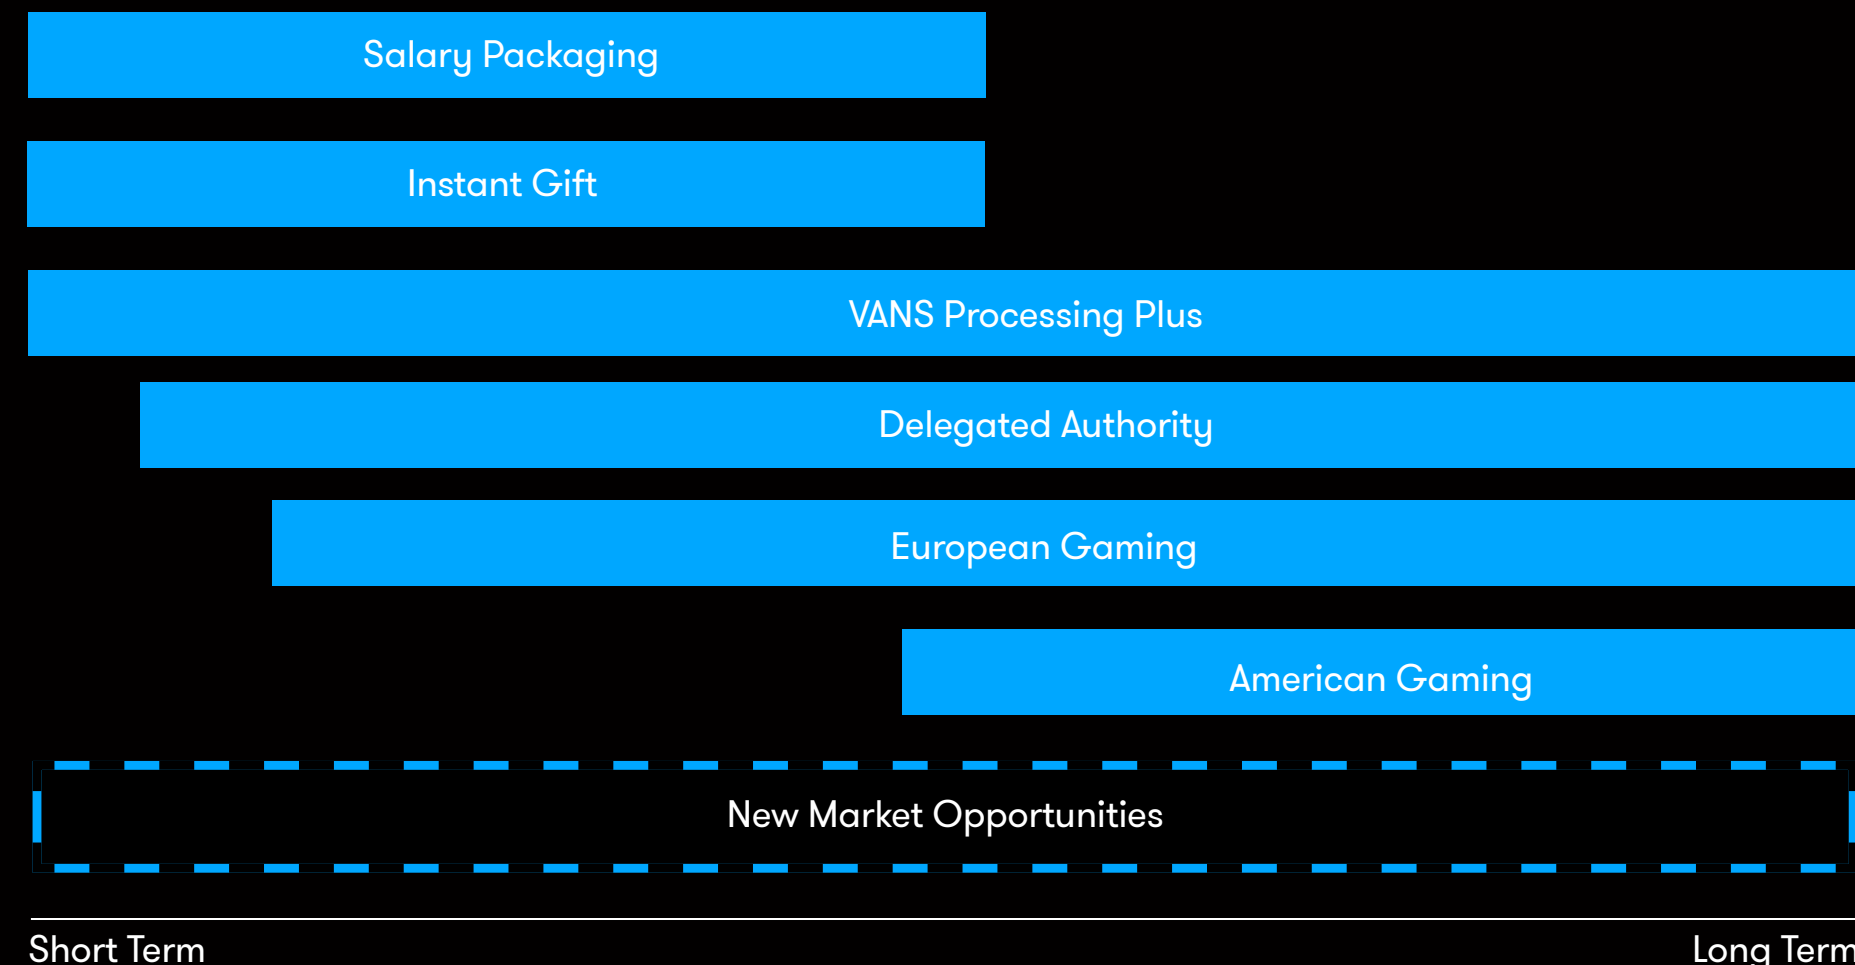 Salary Packaging
Instant Gift
VANS Processing Plus
Delegated Authority
European Gaming
American Gaming
New Market Opportunities
Short Term
Long Term